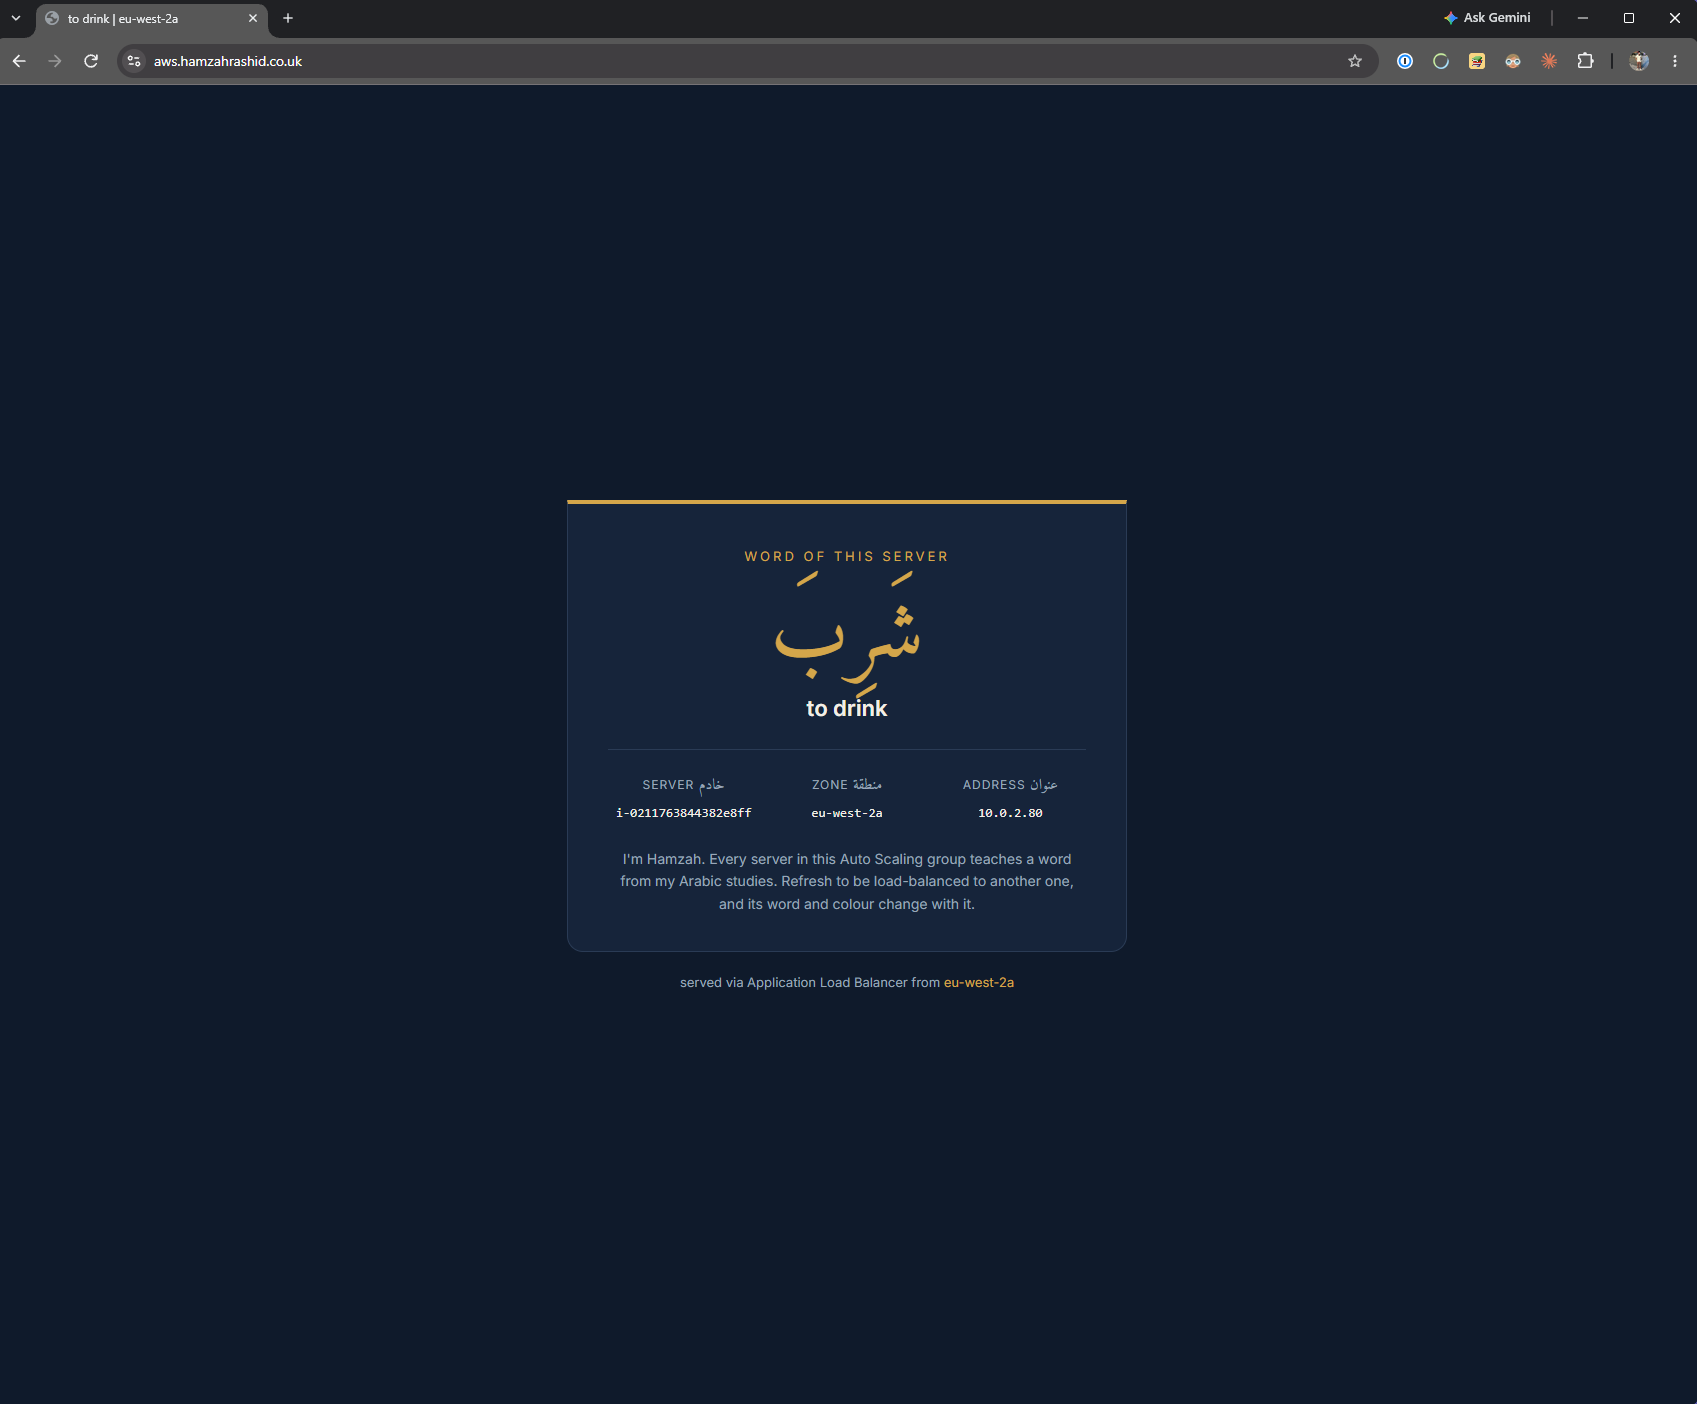 to drink | eu-west-2a
Ask Gemini
aws.hamzahrashid.co.uk
WORD OF THIS SERVER
شَرِبَ
to drink
SERVER خادم
i-0211763844382e8ff
ZONE منطقة
eu-west-2a
ADDRESS عنوان
10.0.2.80
I'm Hamzah. Every server in this Auto Scaling group teaches a word
from my Arabic studies. Refresh to be load-balanced to another one,
and its word and colour change with it.
served via Application Load Balancer from eu-west-2a